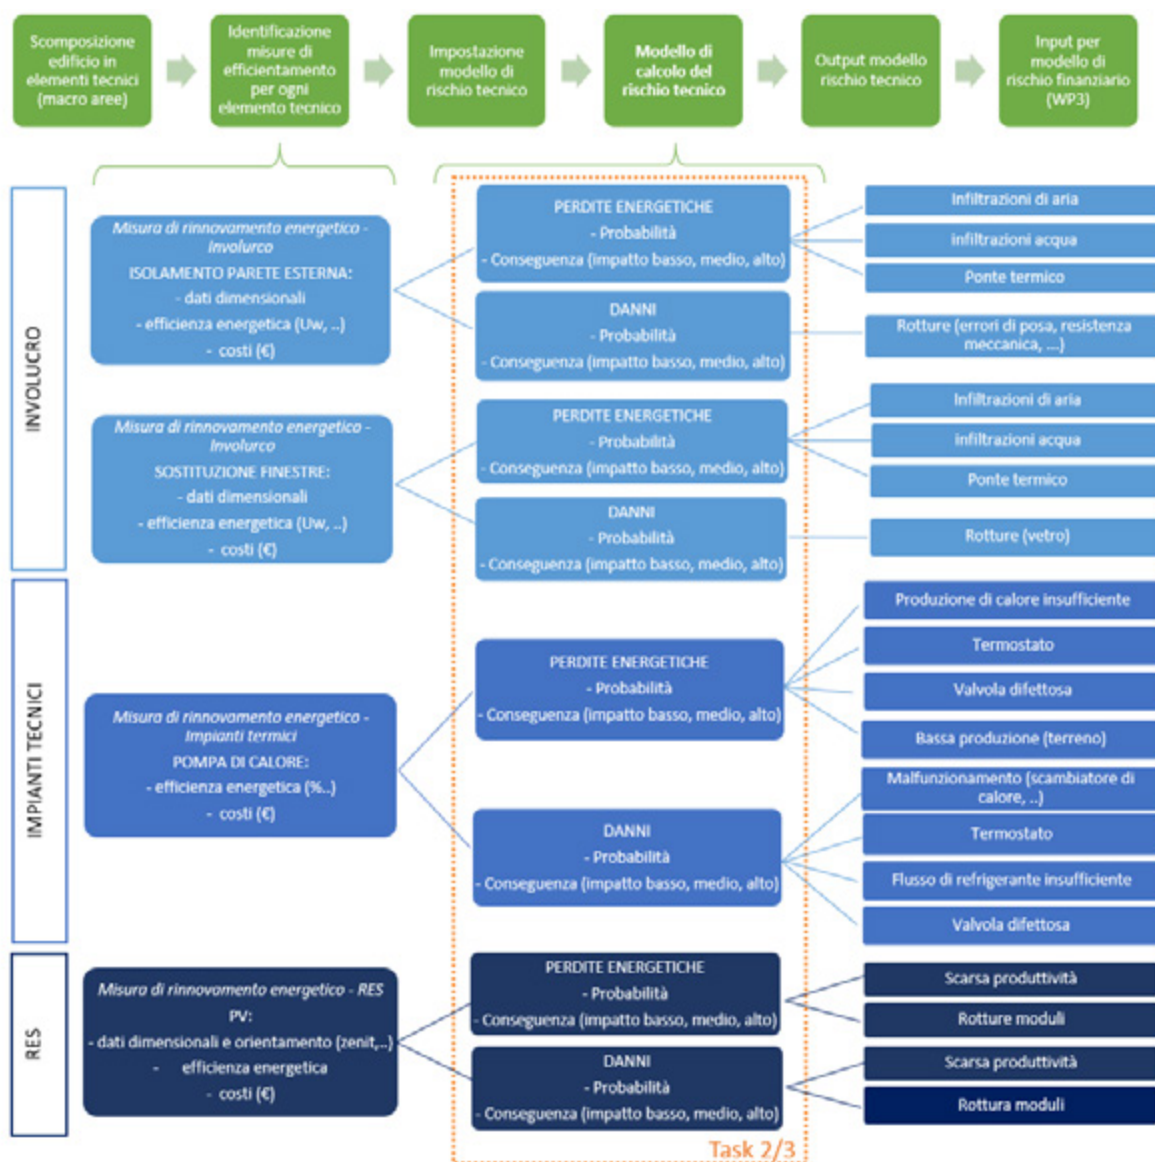 Scomposizione
edificio in
elementi tecnici
(macro aree)
Identificazione
misure di
efficientamento
per ogni
elemento tecnico
Impostazione
modello di
rischio tecnico
Modello di
calcolo del
rischio tecnico
Output modello
rischio tecnico
Input per
modello di
rischio finanziario
(WP3)
INVOLUCRO
Misura di rinnovamento energetico -
Involurco
ISOLAMENTO PARETE ESTERNA:
- dati dimensionali
- efficienza energetica (Uw, ..)
- costi (€)
PERDITE ENERGETICHE
- Probabilità
- Conseguenza (impatto basso, medio, alto)
Infiltrazioni di aria
infiltrazioni acqua
Ponte termico
DANNI
- Probabilità
- Conseguenza (impatto basso, medio, alto)
Rotture (errori di posa, resistenza
meccanica, ...)
Misura di rinnovamento energetico -
Involurco
SOSTITUZIONE FINESTRE:
- dati dimensionali
- efficienza energetica (Uw, ..)
- costi (€)
PERDITE ENERGETICHE
- Probabilità
- Conseguenza (impatto basso, medio, alto)
Infiltrazioni di aria
infiltrazioni acqua
Ponte termico
DANNI
- Probabilità
- Conseguenza (impatto basso, medio, alto)
Rotture (vetro)
IMPIANTI TECNICI
Misura di rinnovamento energetico -
Impianti termici
POMPA DI CALORE:
- efficienza energetica (%..)
- costi (€)
PERDITE ENERGETICHE
- Probabilità
- Conseguenza (impatto basso, medio, alto)
Produzione di calore insufficiente
Termostato
Valvola difettosa
Bassa produzione (terreno)
DANNI
- Probabilità
- Conseguenza (impatto basso, medio, alto)
Malfunzionamento (scambiatore di
calore, ..)
Termostato
Flusso di refrigerante insufficiente
Valvola difettosa
RES
Misura di rinnovamento energetico - RES
PV:
- dati dimensionali e orientamento (zenit,..)
- efficienza energetica
- costi (€)
PERDITE ENERGETICHE
- Probabilità
- Conseguenza (impatto basso, medio, alto)
Scarsa produttività
Rotture moduli
DANNI
- Probabilità
- Conseguenza (impatto basso, medio, alto)
Scarsa produttività
Rottura moduli
Task 2/3